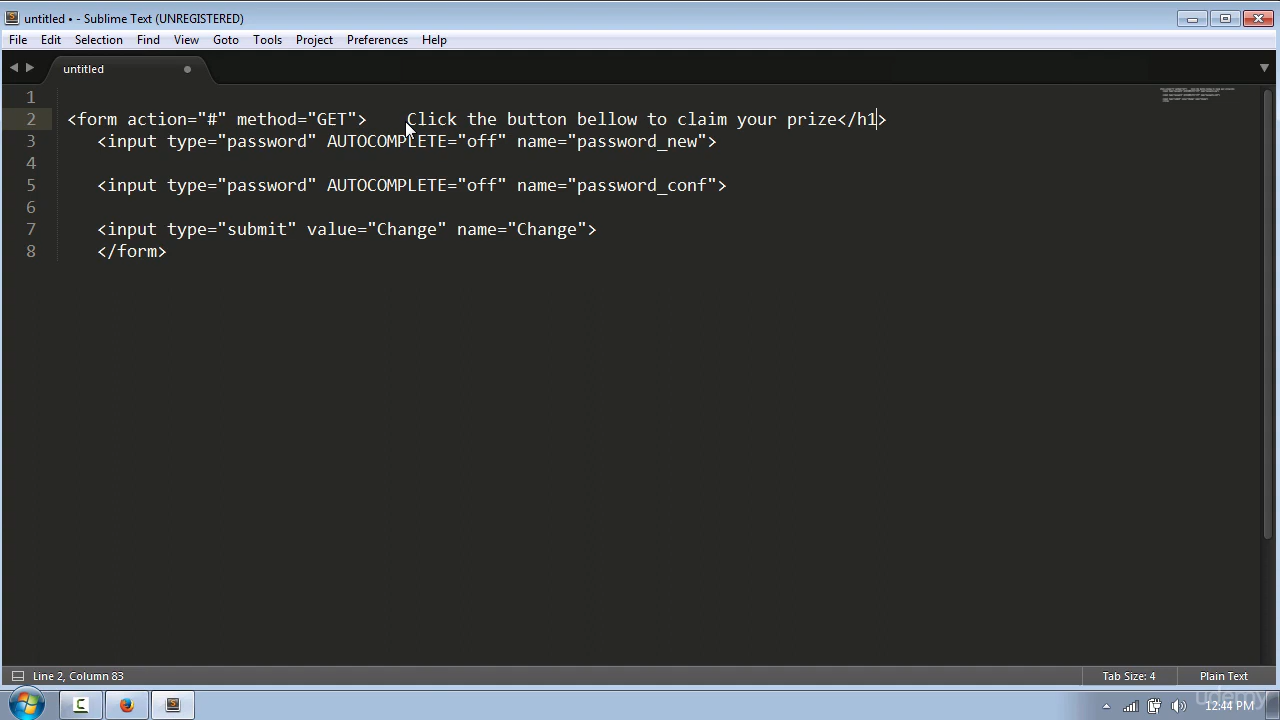 untitled • - Sublime Text (UNREGISTERED)
File Edit Selection Find View Goto Tools Project Preferences Help
untitled
1
2 <form action="#" method="GET"> Click the button bellow to claim your prize</h1>
3 <input type="password" AUTOCOMPLETE="off" name="password_new">
4
5 <input type="password" AUTOCOMPLETE="off" name="password_conf">
6
7 <input type="submit" value="Change" name="Change">
8 </form>
Line 2, Column 83 Tab Size: 4 Plain Text
udemy
12:44 PM